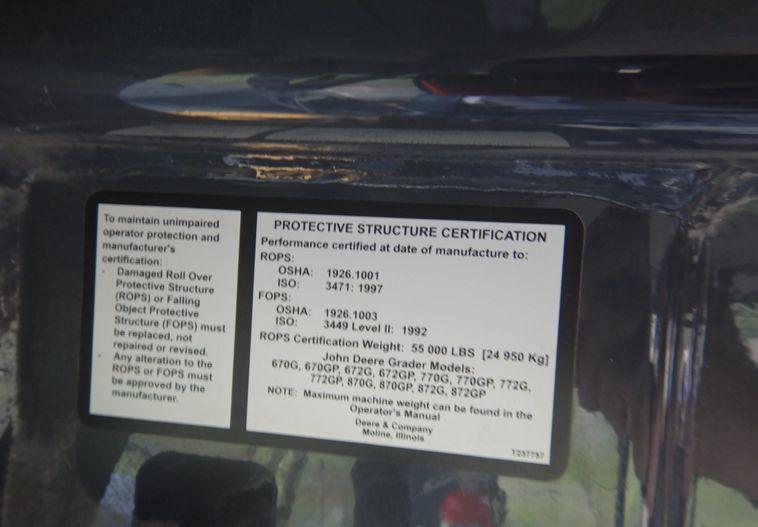 To maintain unimpaired
operator protection and
manufacturer's
certification:
- Damaged Roll Over
Protective Structure
(ROPS) or Falling
Object Protective
Structure (FOPS) must
be replaced, not
repaired or revised.
- Any alteration to the
ROPS or FOPS must
be approved by the
manufacturer.
PROTECTIVE STRUCTURE CERTIFICATION
Performance certified at date of manufacture to:
ROPS:
OSHA: 1926.1001
ISO: 3471: 1997
FOPS:
OSHA: 1926.1003
ISO: 3449 Level II: 1992
ROPS Certification Weight: 55 000 LBS [24 950 Kg]
John Deere Grader Models:
670G, 670GP, 672G, 672GP, 770G, 770GP, 772G,
772GP, 870G, 870GP, 872G, 872GP
NOTE: Maximum machine weight can be found in the
Operator's Manual
Deere & Company
Moline, Illinois